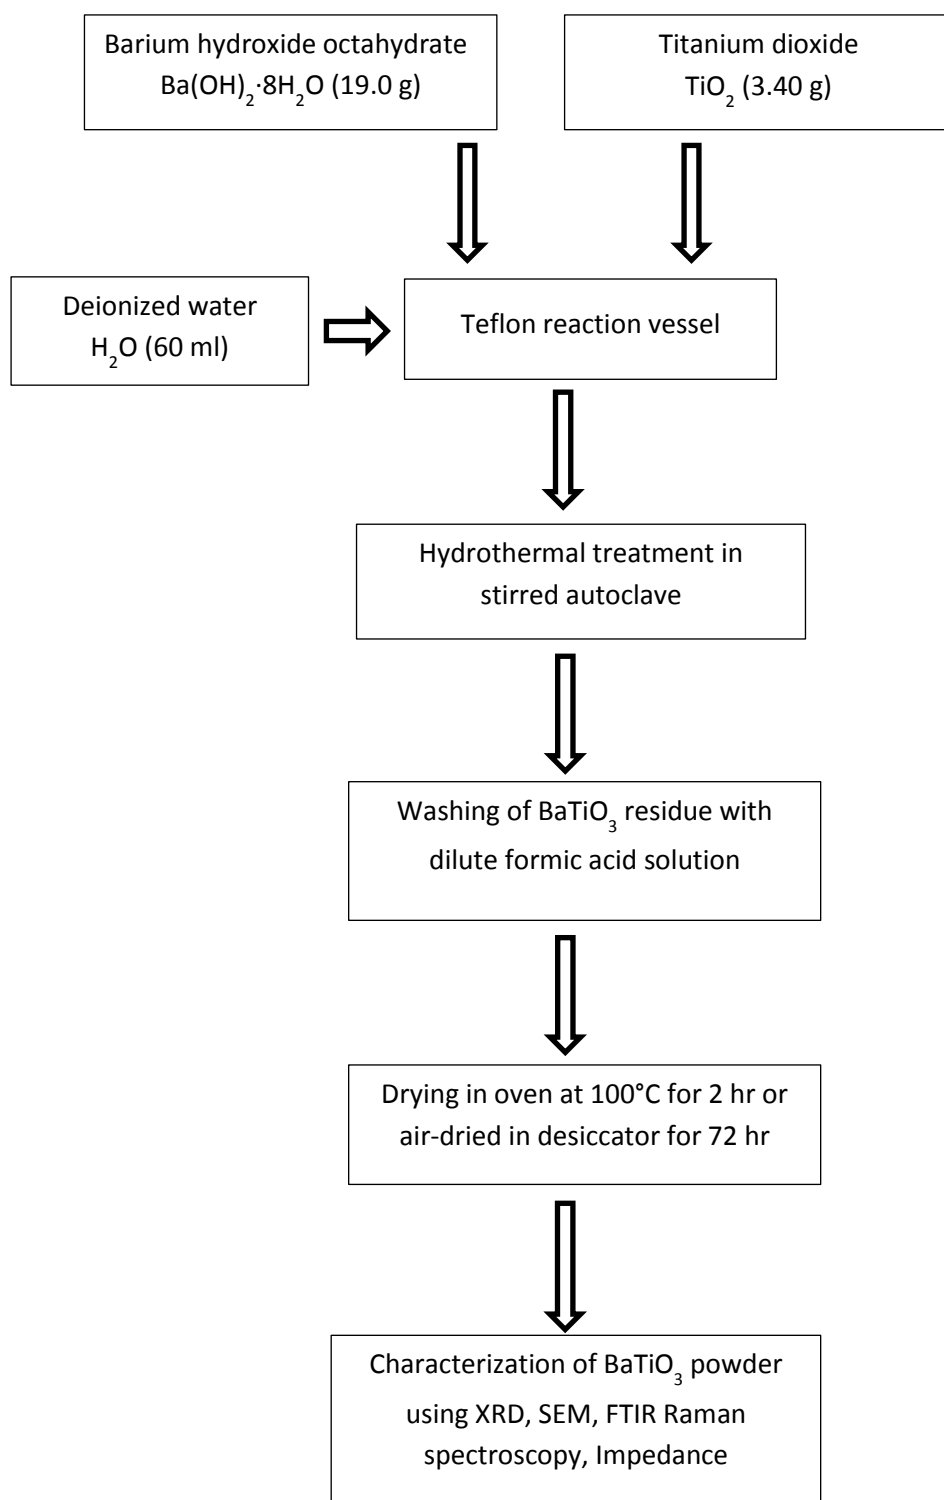 Barium hydroxide octahydrate
Ba(OH)₂·8H₂O (19.0 g)
Titanium dioxide
TiO₂ (3.40 g)
Deionized water
H₂O (60 ml)
Teflon reaction vessel
Hydrothermal treatment in
stirred autoclave
Washing of BaTiO₃ residue with
dilute formic acid solution
Drying in oven at 100°C for 2 hr or
air-dried in desiccator for 72 hr
Characterization of BaTiO₃ powder
using XRD, SEM, FTIR Raman
spectroscopy, Impedance